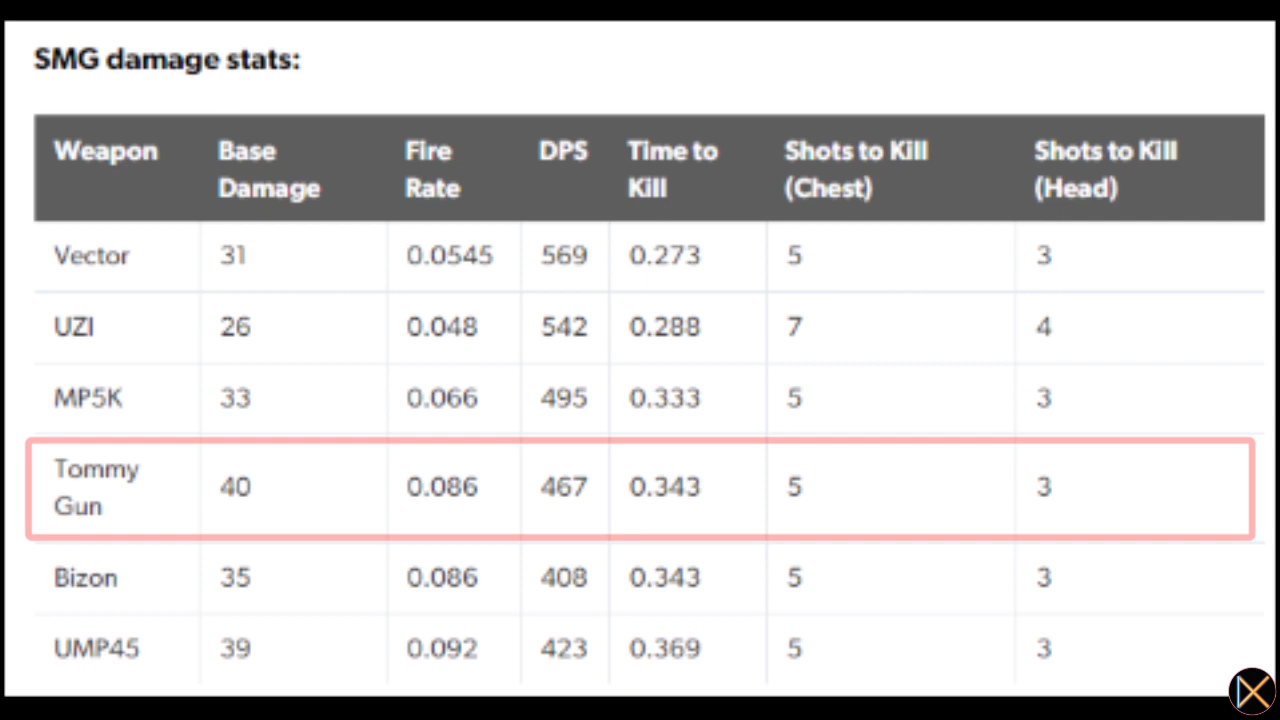 SMG damage stats:
Weapon Base Damage Fire Rate DPS Time to Kill Shots to Kill (Chest) Shots to Kill (Head)
Vector 31 0.0545 569 0.273 5 3
UZI 26 0.048 542 0.288 7 4
MP5K 33 0.066 495 0.333 5 3
Tommy Gun 40 0.086 467 0.343 5 3
Bizon 35 0.086 408 0.343 5 3
UMP45 39 0.092 423 0.369 5 3